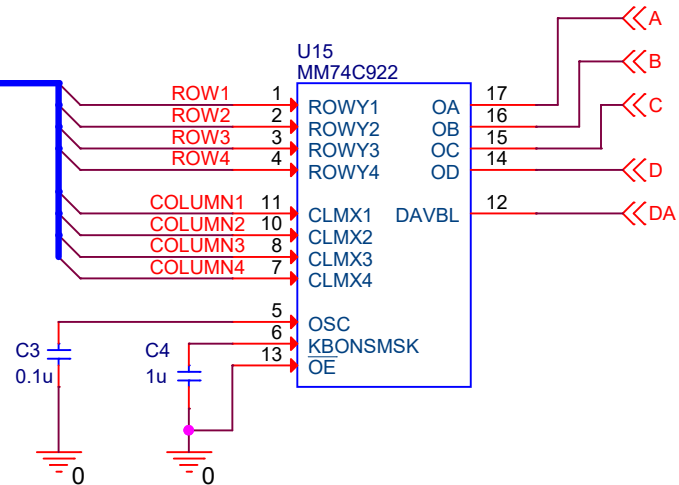 A
U15
MM74C922
B
ROW1 1 ROWY1 OA 17 C
ROW2 2 ROWY2 OB 16
ROW3 3 ROWY3 OC 15
ROW4 4 ROWY4 OD 14 D
COLUMN1 11 CLMX1 DAVBL 12 DA
COLUMN2 10 CLMX2
COLUMN3 8 CLMX3
COLUMN4 7 CLMX4
5 OSC
6 KBONSMSK
13 OE
C3
0.1u
C4
1u
0
0